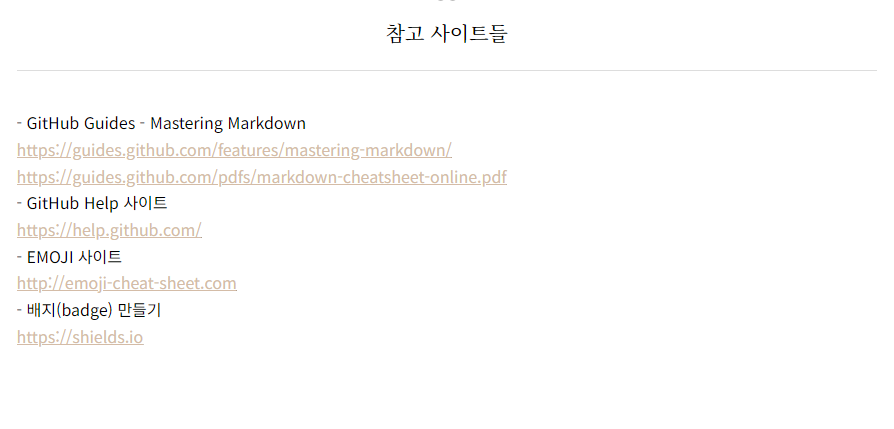 참고 사이트들
- GitHub Guides - Mastering Markdown
https://guides.github.com/features/mastering-markdown/
https://guides.github.com/pdfs/markdown-cheatsheet-online.pdf
- GitHub Help 사이트
https://help.github.com/
- EMOJI 사이트
http://emoji-cheat-sheet.com
- 배지(badge) 만들기
https://shields.io